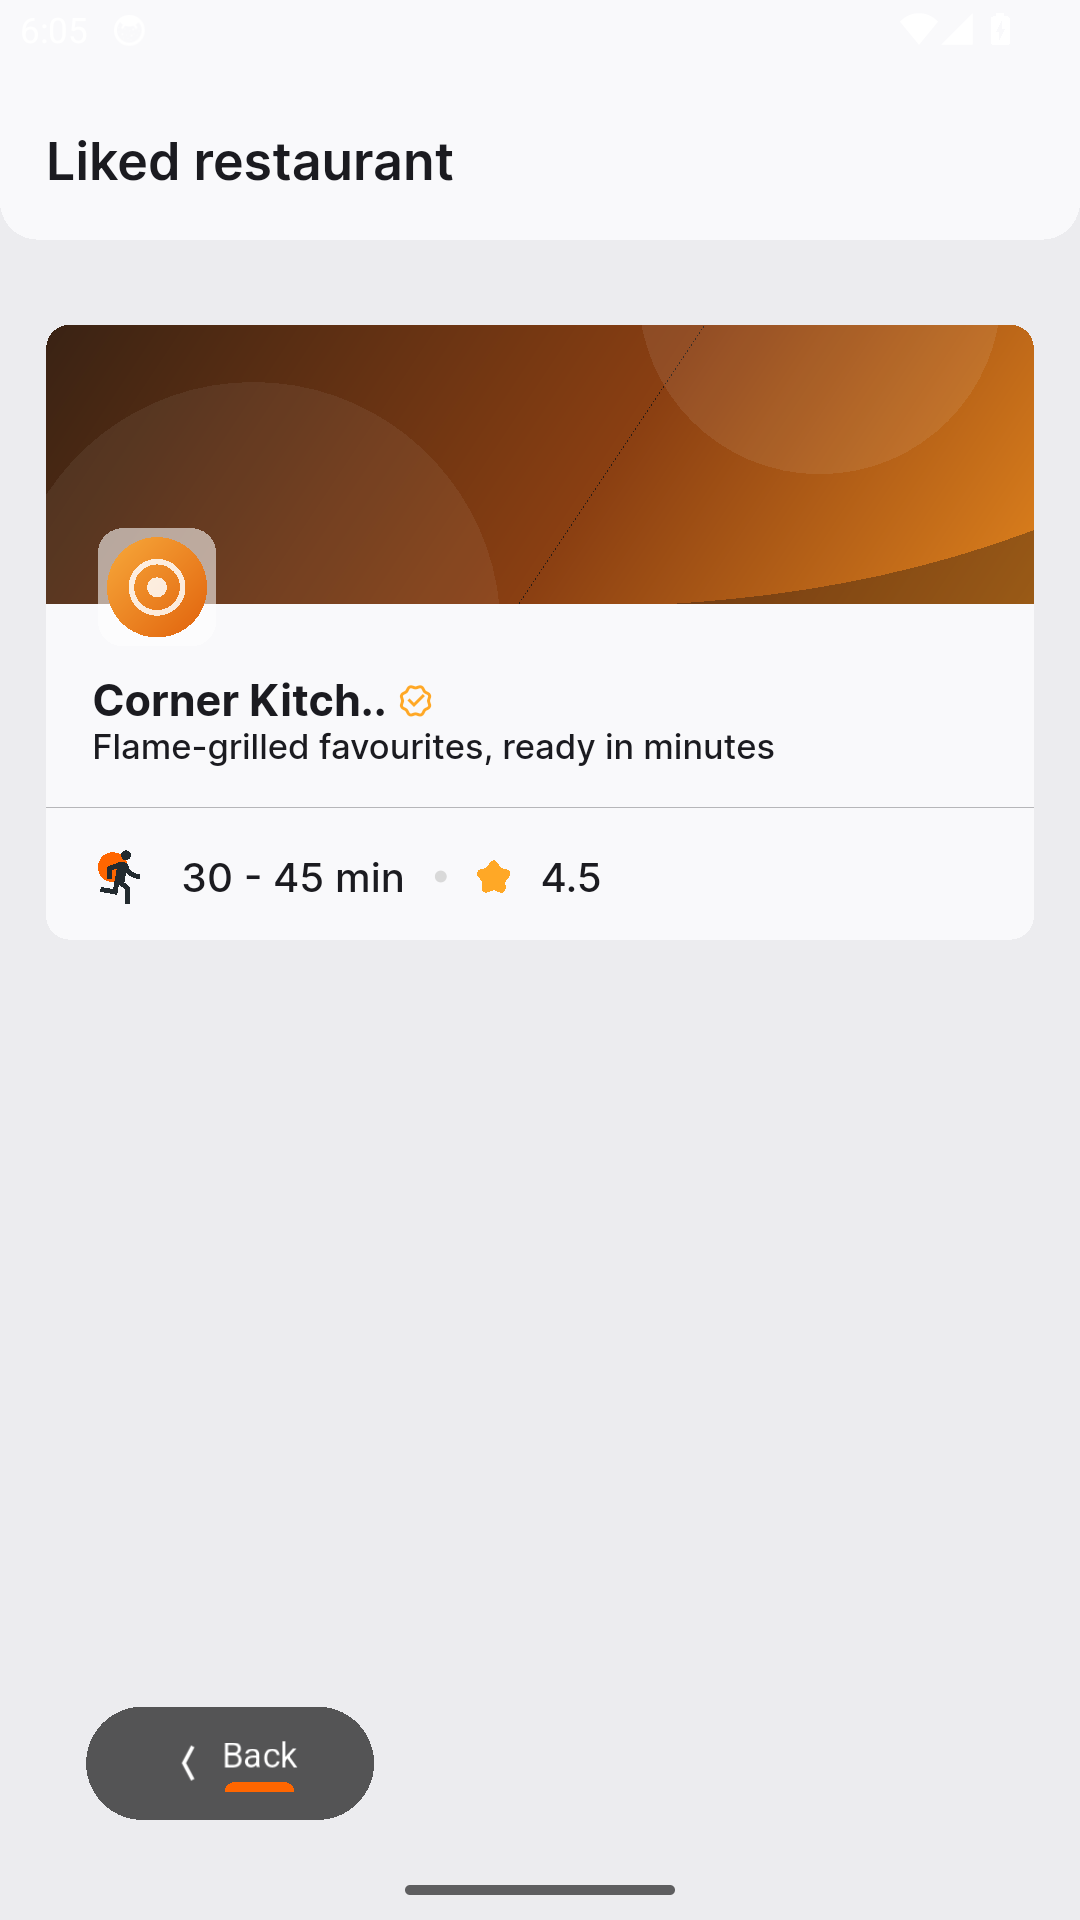 6:05
Liked restaurant
Corner Kitch..
Flame-grilled favourites, ready in minutes
30 - 45 min • 4.5
Back